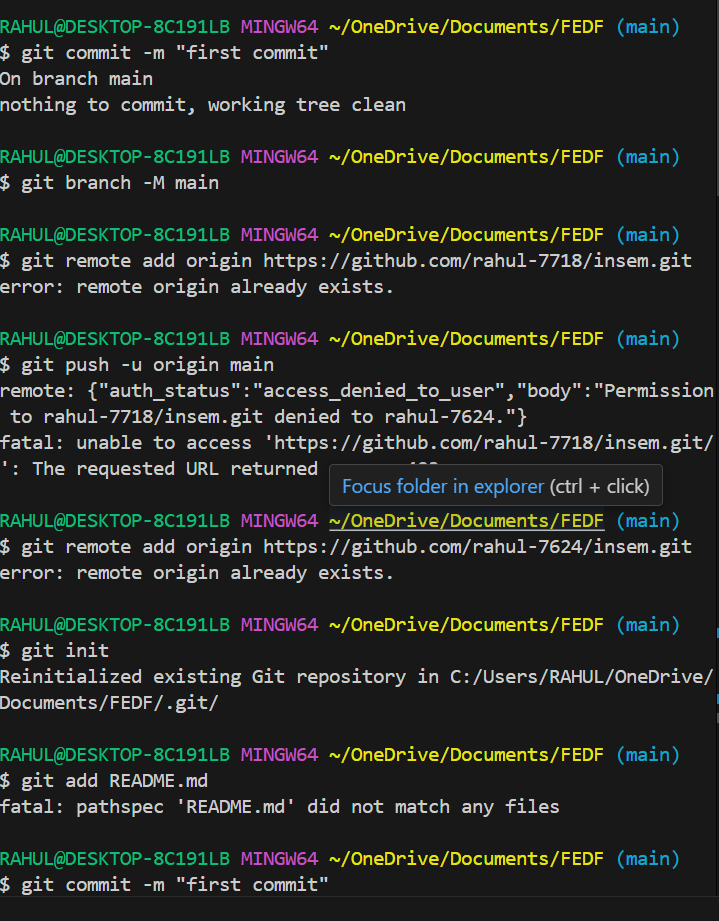 RAHUL@DESKTOP-8C191LB MINGW64 ~/OneDrive/Documents/FEDF (main)
$ git commit -m "first commit"
On branch main
nothing to commit, working tree clean
RAHUL@DESKTOP-8C191LB MINGW64 ~/OneDrive/Documents/FEDF (main)
$ git branch -M main
RAHUL@DESKTOP-8C191LB MINGW64 ~/OneDrive/Documents/FEDF (main)
$ git remote add origin https://github.com/rahul-7718/insem.git
error: remote origin already exists.
RAHUL@DESKTOP-8C191LB MINGW64 ~/OneDrive/Documents/FEDF (main)
$ git push -u origin main
remote: {"auth_status":"access_denied_to_user","body":"Permission
to rahul-7718/insem.git denied to rahul-7624."}
fatal: unable to access 'https://github.com/rahul-7718/insem.git/
': The requested URL returned
Focus folder in explorer (ctrl + click)
RAHUL@DESKTOP-8C191LB MINGW64 ~/OneDrive/Documents/FEDF (main)
$ git remote add origin https://github.com/rahul-7624/insem.git
error: remote origin already exists.
RAHUL@DESKTOP-8C191LB MINGW64 ~/OneDrive/Documents/FEDF (main)
$ git init
Reinitialized existing Git repository in C:/Users/RAHUL/OneDrive/
Documents/FEDF/.git/
RAHUL@DESKTOP-8C191LB MINGW64 ~/OneDrive/Documents/FEDF (main)
$ git add README.md
fatal: pathspec 'README.md' did not match any files
RAHUL@DESKTOP-8C191LB MINGW64 ~/OneDrive/Documents/FEDF (main)
$ git commit -m "first commit"